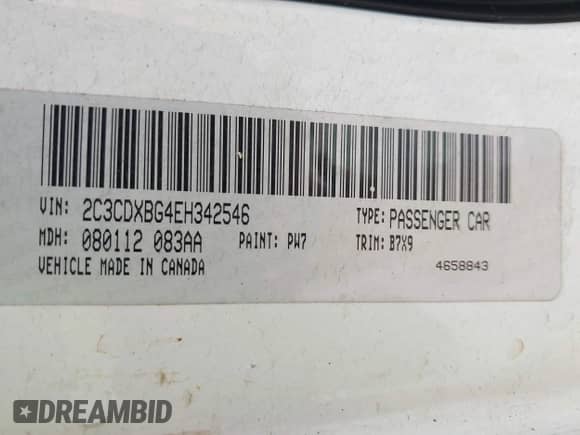 VIN: 2C3CDXBG4EH342546 TYPE: PASSENGER CAR
MDH: 080112 083AA PAINT: PW7 TRIM: B7X9
VEHICLE MADE IN CANADA 4658843
DREAMBID